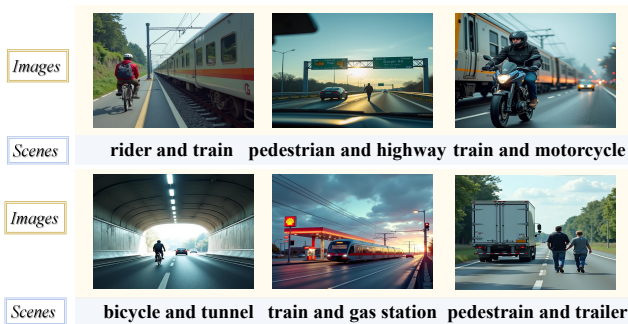 Images
Scenes
rider and train pedestrian and highway train and motorcycle
Images
Scenes
bicycle and tunnel train and gas station pedestrain and trailer